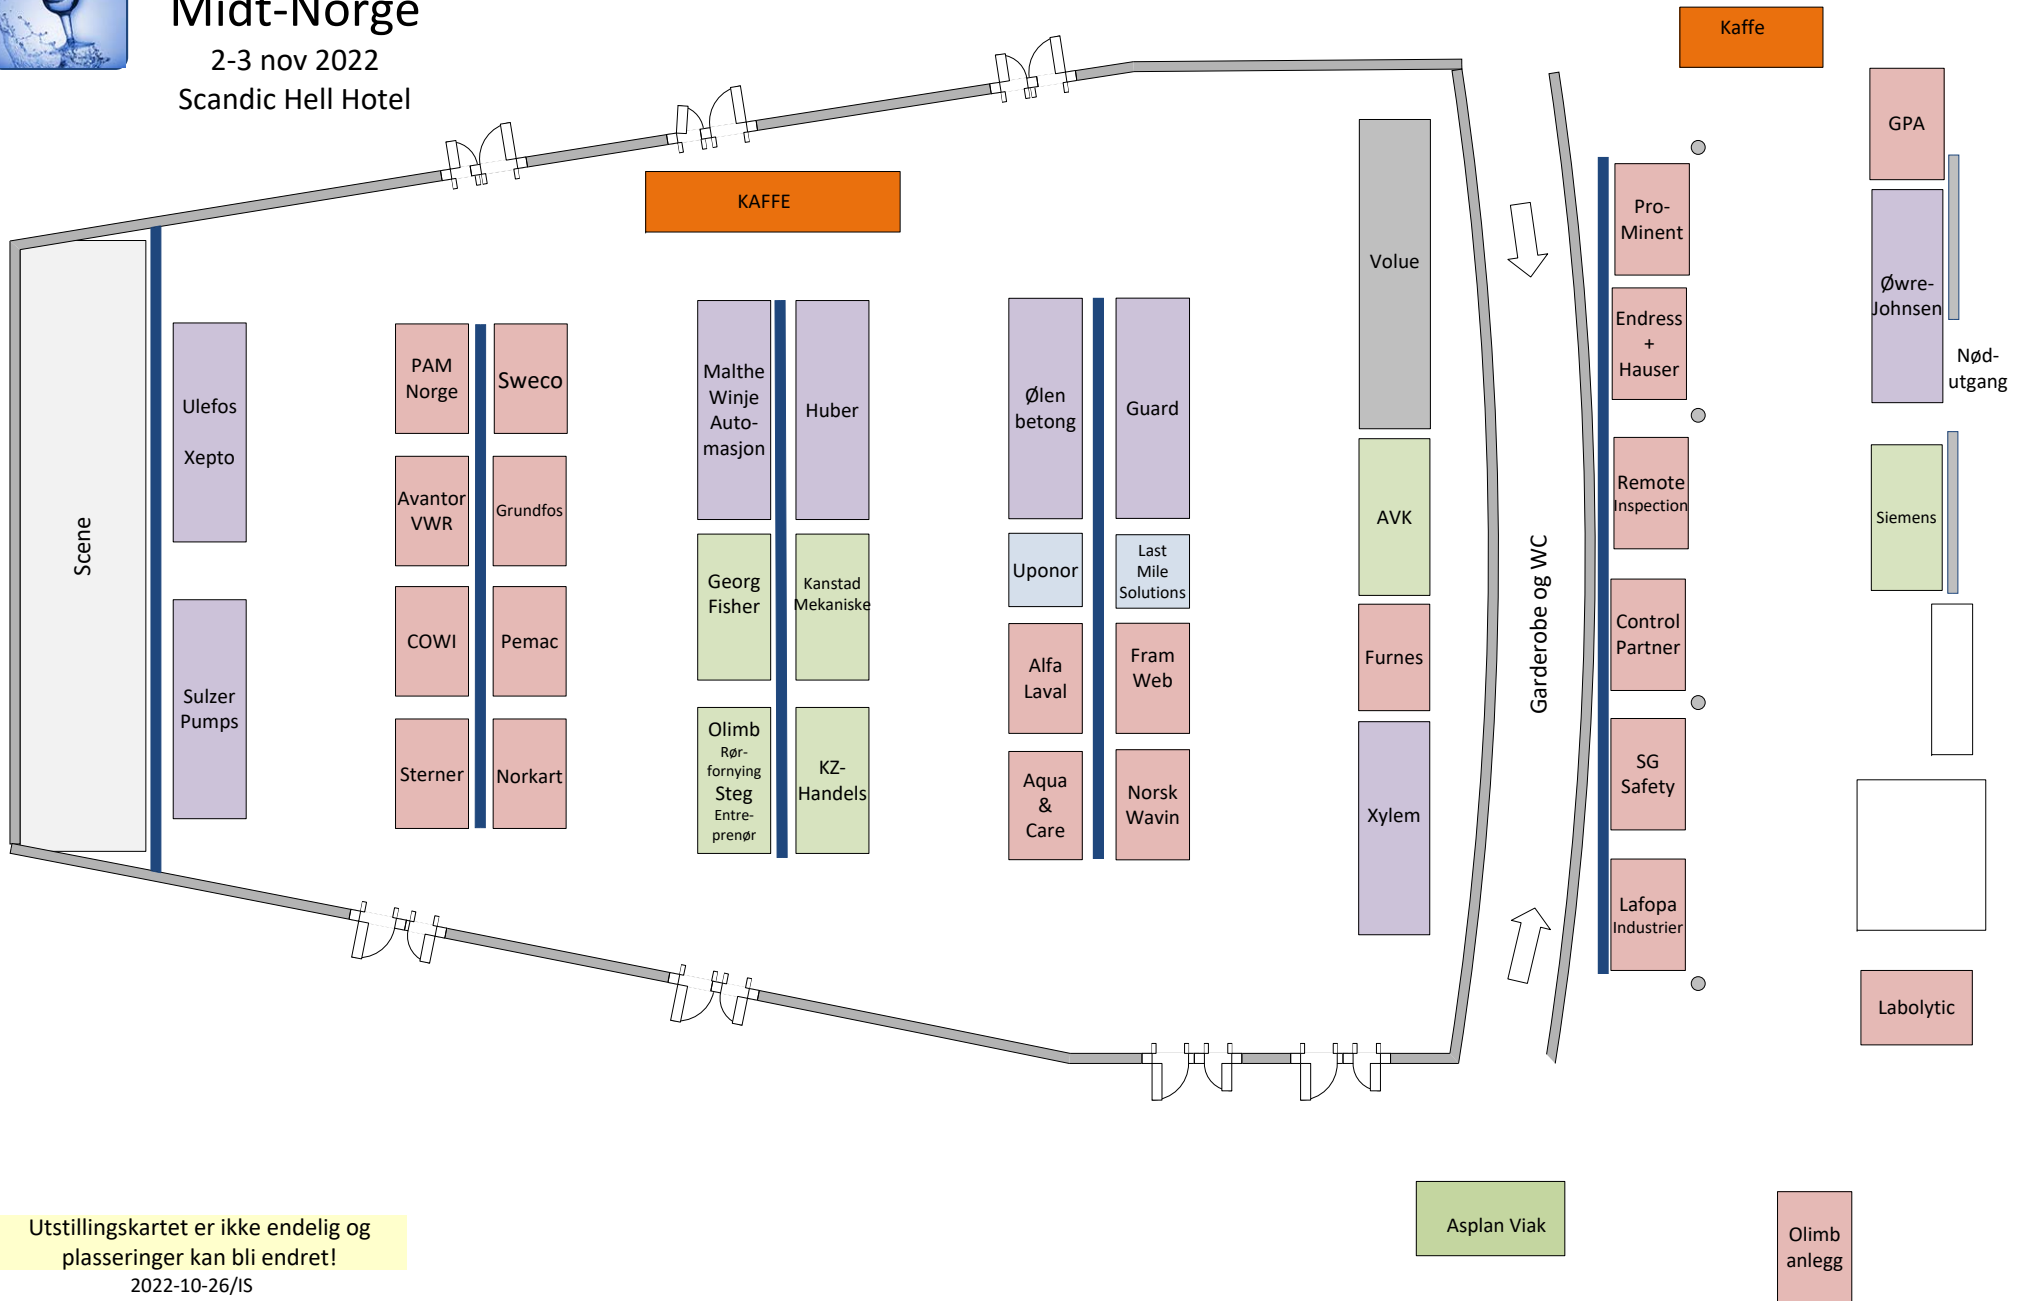 Midt-Norge
2-3 nov 2022
Scandic Hell Hotel
Kaffe
KAFFE
Scene
Ulefos
Xepto
Sulzer
Pumps
PAM
Norge
Sweco
Avantor
VWR
Grundfos
COWI
Pemac
Sterner
Norkart
Malthe
Winje
Auto-
masjon
Huber
Georg
Fisher
Kanstad
Mekaniske
Olimb
Rør-
fornying
Steg
Entre-
prenør
KZ-
Handels
Ølen
betong
Guard
Uponor
Last
Mile
Solutions
Alfa
Laval
Fram
Web
Aqua
&
Care
Norsk
Wavin
Volue
AVK
Furnes
Xylem
Garderobe og WC
Pro-
Minent
Endress
+
Hauser
Remote
Inspection
Control
Partner
SG
Safety
Lafopa
Industrier
GPA
Øwre-
Johnsen
Nød-
utgang
Siemens
Labolytic
Asplan Viak
Olimb
anlegg
Utstillingskartet er ikke endelig og
plasseringer kan bli endret!
2022-10-26/IS